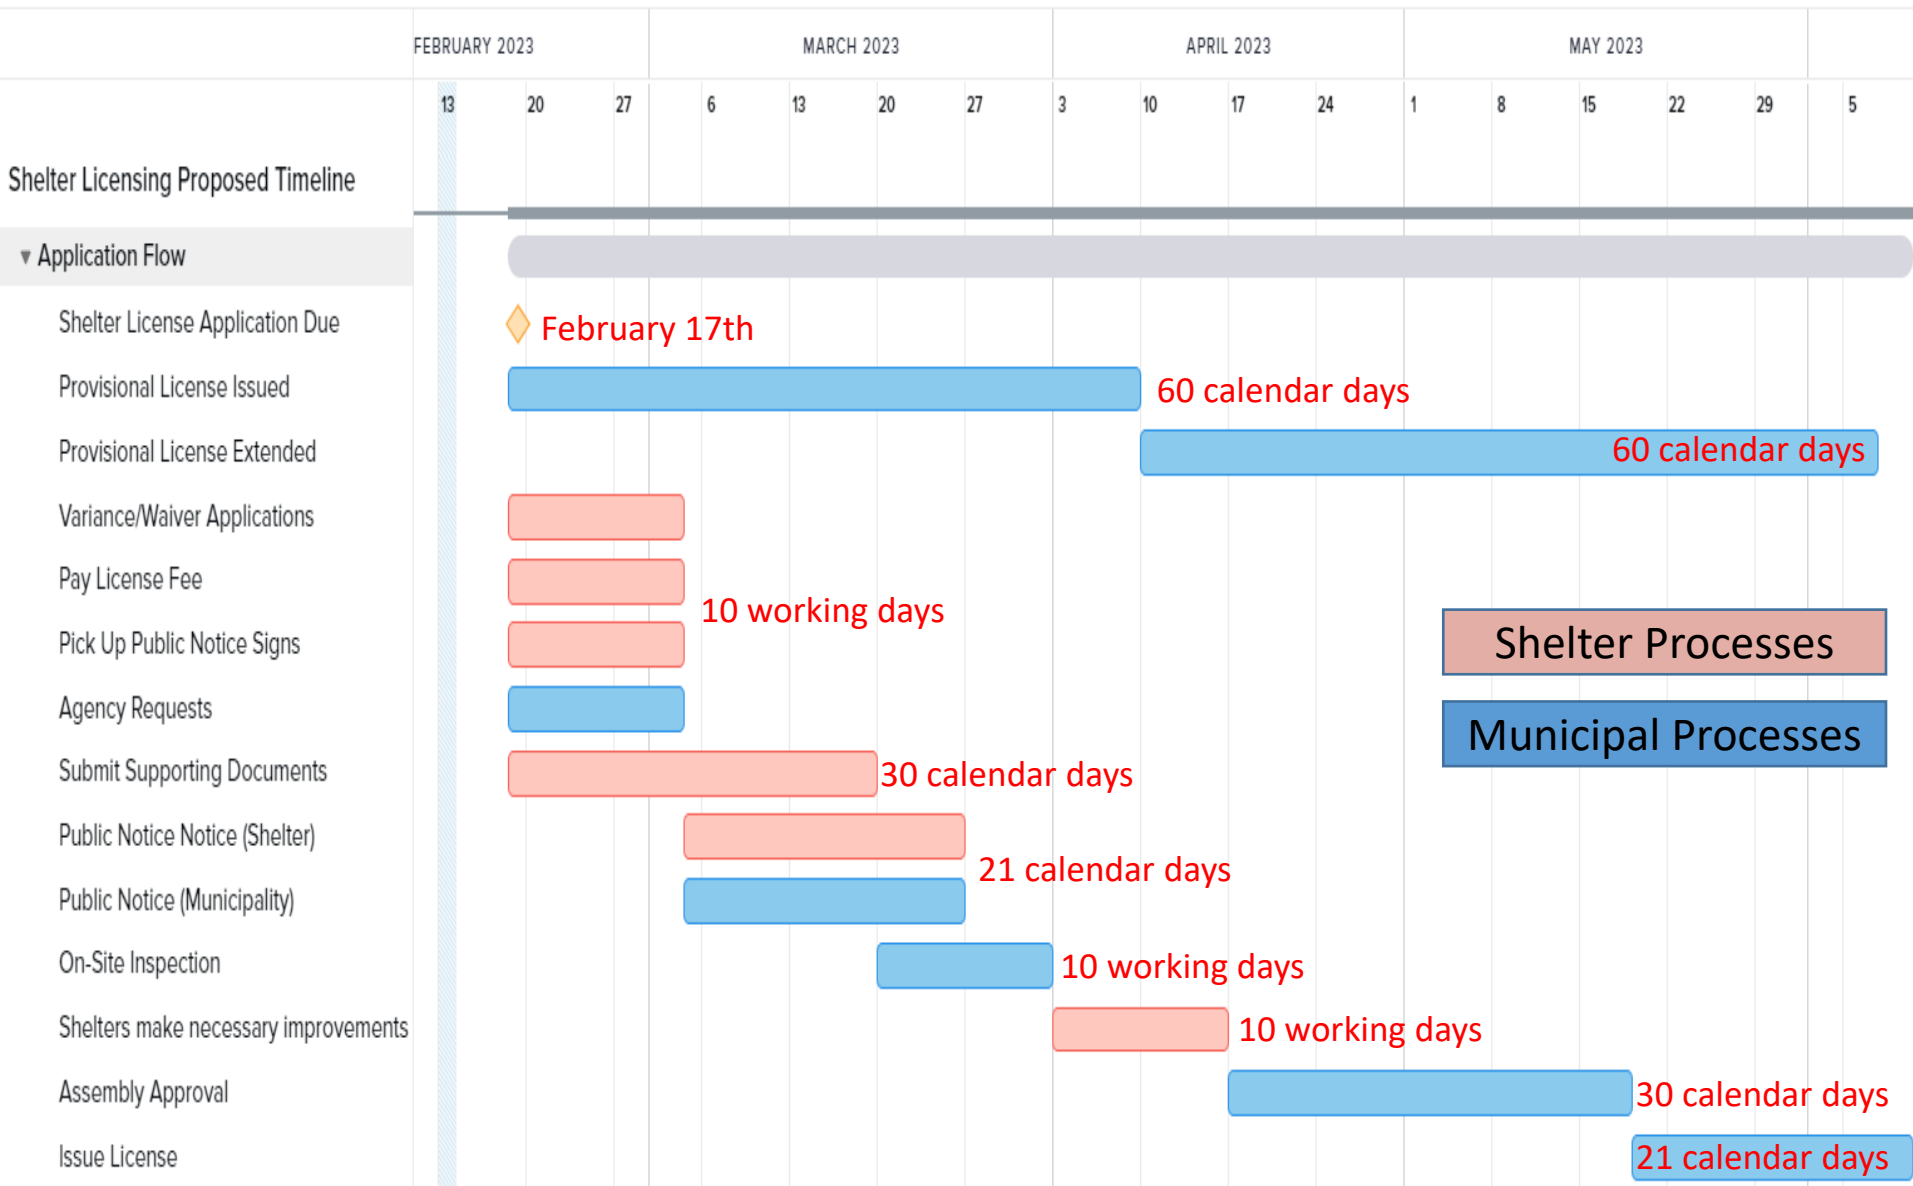 FEBRUARY 2023 MARCH 2023 APRIL 2023 MAY 2023
13 20 27 6 13 20 27 3 10 17 24 1 8 15 22 29 5
Shelter Licensing Proposed Timeline
Application Flow
Shelter License Application Due February 17th
Provisional License Issued 60 calendar days
Provisional License Extended 60 calendar days
Variance/Waiver Applications
Pay License Fee
10 working days
Pick Up Public Notice Signs
Shelter Processes
Agency Requests
Municipal Processes
Submit Supporting Documents 30 calendar days
Public Notice Notice (Shelter)
21 calendar days
Public Notice (Municipality)
On-Site Inspection 10 working days
Shelters make necessary improvements 10 working days
Assembly Approval 30 calendar days
Issue License 21 calendar days